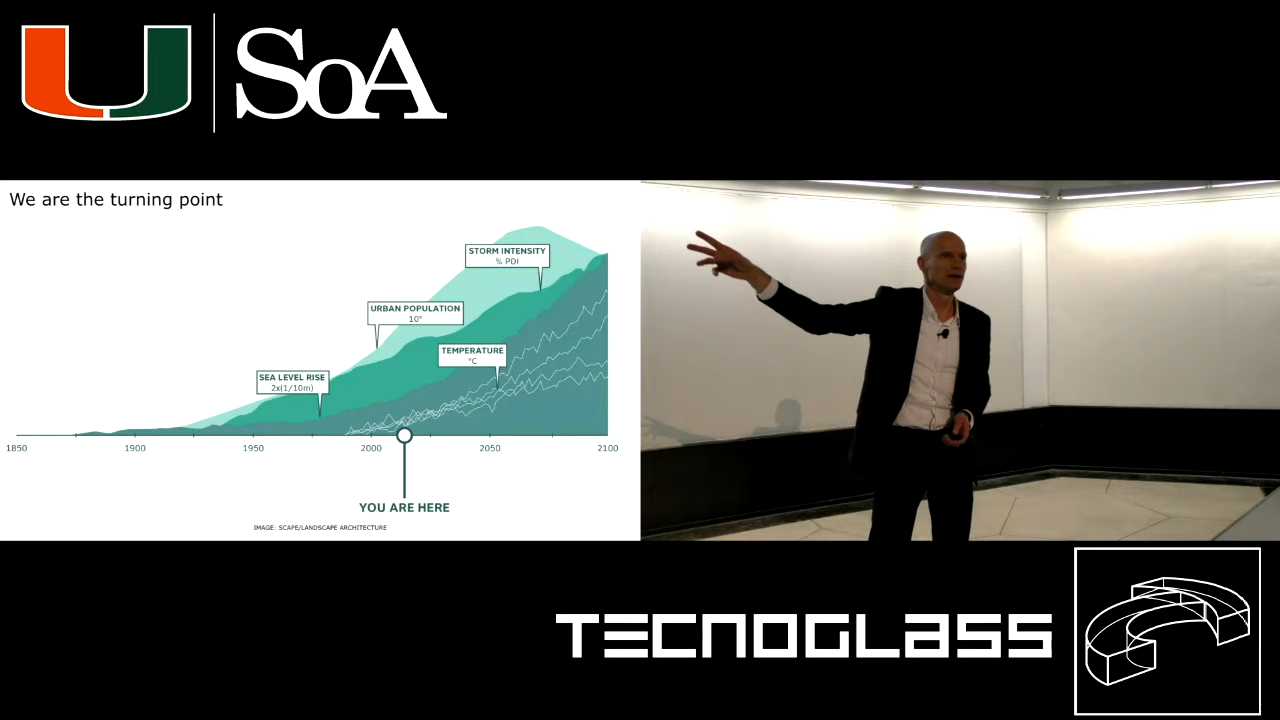 U SoA
We are the turning point
STORM INTENSITY
% PDI
URBAN POPULATION
10⁹
TEMPERATURE
°C
SEA LEVEL RISE
2x(1/10m)
1850 1900 1950 2000 2050 2100
YOU ARE HERE
IMAGE: SCAPE/LANDSCAPE ARCHITECTURE
TECNOGLASS